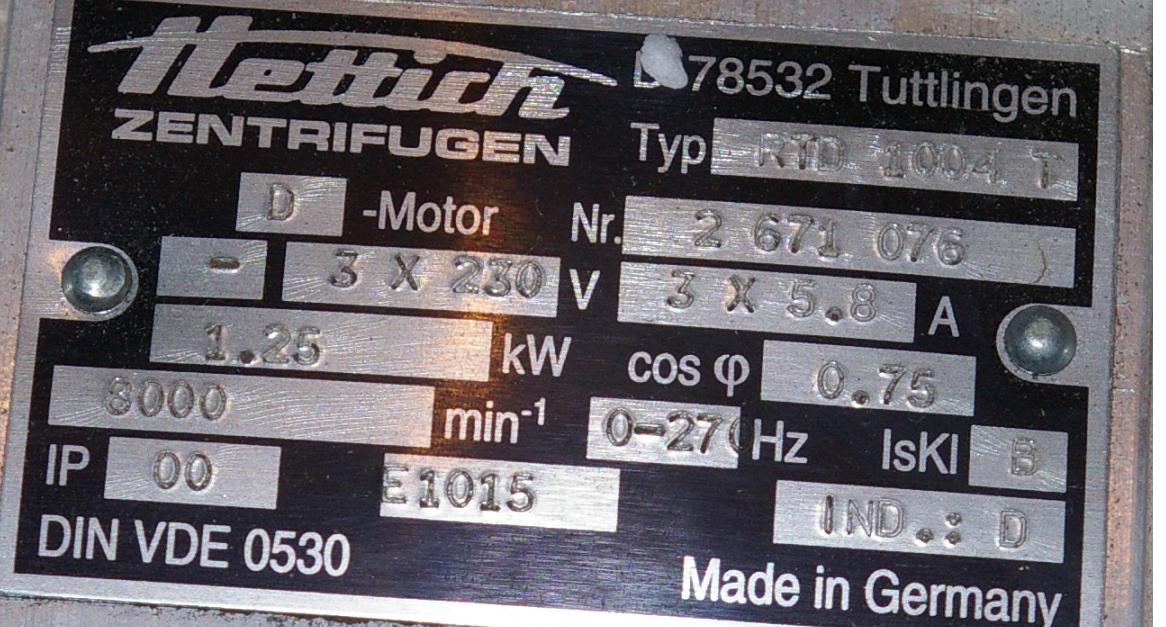 Hettich
ZENTRIFUGEN
D-78532 Tuttlingen
Typ RTD 1004 T
D -Motor Nr. 2 671 076
- 3 X 230 V 3 X 5.8 A
1.25 kW cos φ 0.75
8000 min-1 0-270 Hz IsKl B
IP 00 E1015 IND.: D
DIN VDE 0530
Made in Germany